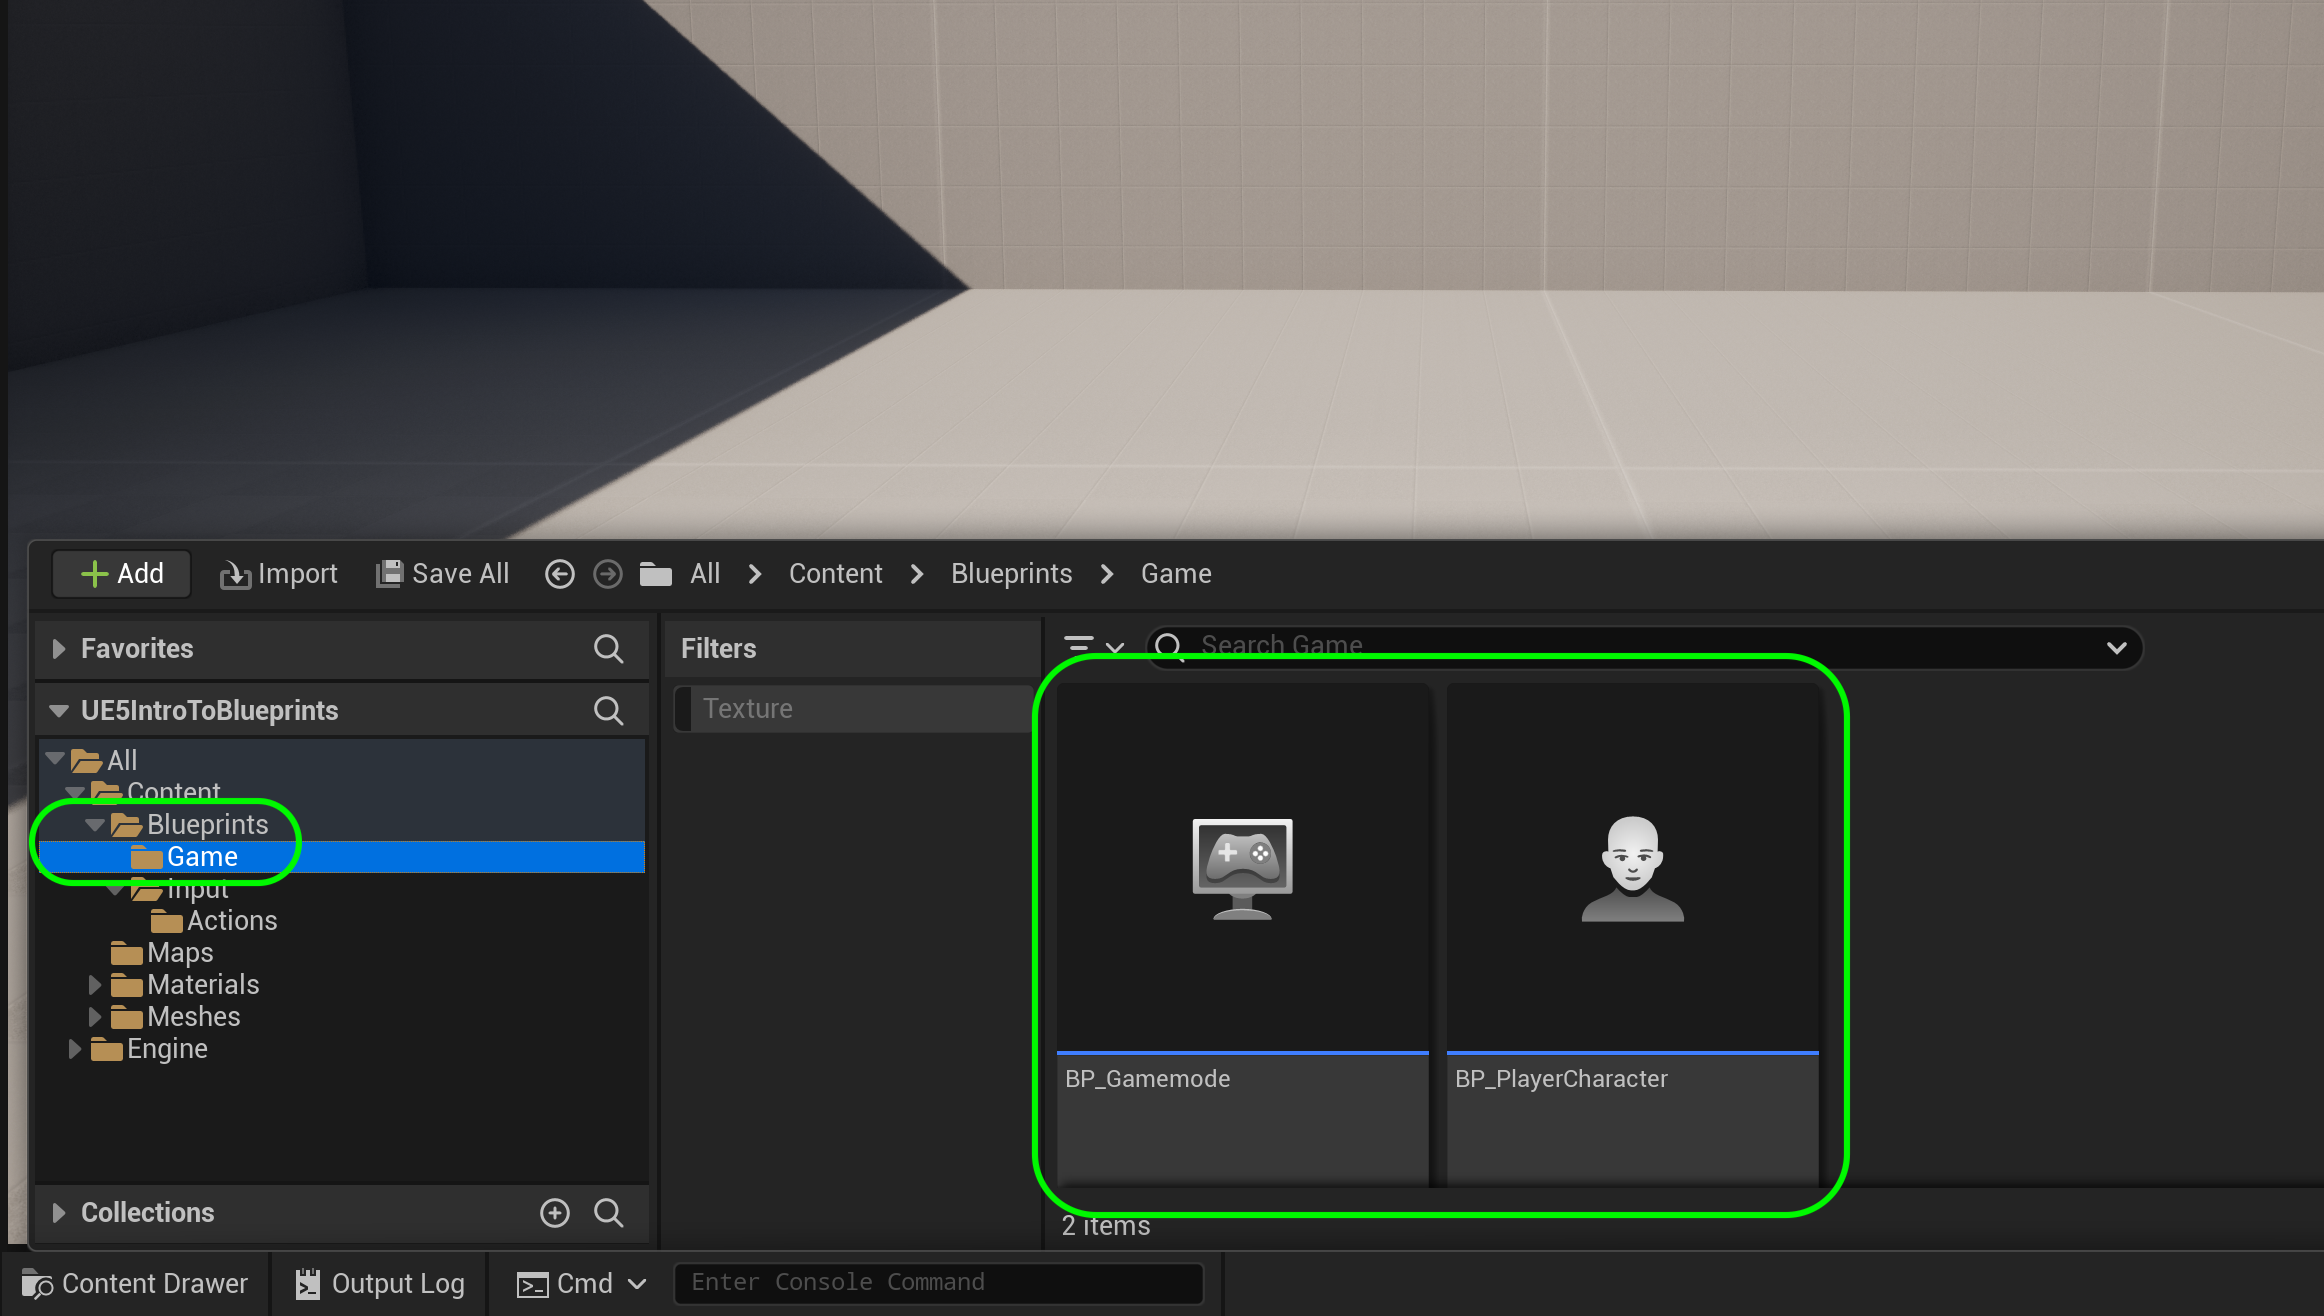 Add
Import
Save All
All
Content
Blueprints
Game
Favorites
Filters
Search Game
UE5IntroToBlueprints
Texture
All
Content
Blueprints
Game
Input
Actions
Maps
Materials
Meshes
Engine
BP_Gamemode
BP_PlayerCharacter
Collections
2 items
Content Drawer
Output Log
Cmd
Enter Console Command